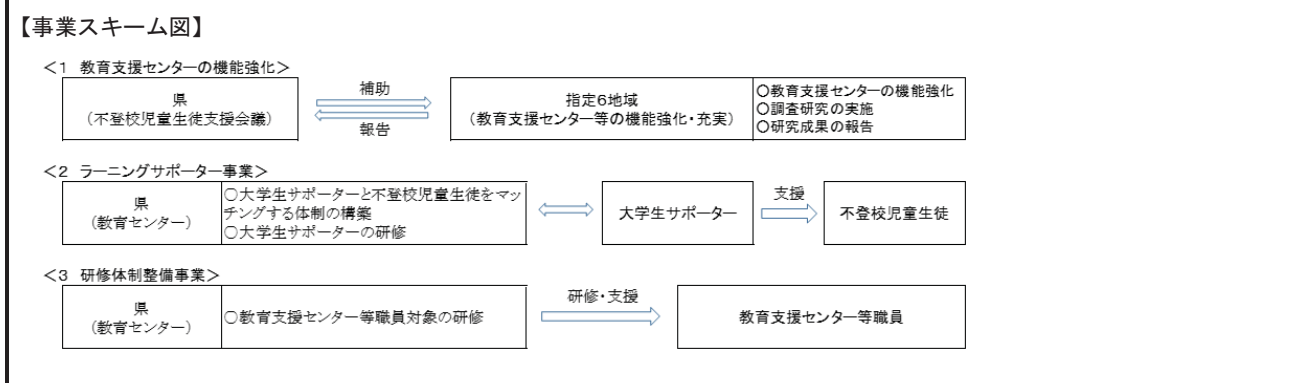 【事業スキーム図】
＜1　教育支援センターの機能強化＞
県
（不登校児童生徒支援会議）
補助
報告
指定6地域
（教育支援センター等の機能強化・充実）
○教育支援センターの機能強化
○調査研究の実施
○研究成果の報告
＜2　ラーニングサポーター事業＞
県
（教育センター）
○大学生サポーターと不登校児童生徒をマッ
チングする体制の構築
○大学生サポーターの研修
大学生サポーター
支援
不登校児童生徒
＜3　研修体制整備事業＞
県
（教育センター）
○教育支援センター等職員対象の研修
研修・支援
教育支援センター等職員